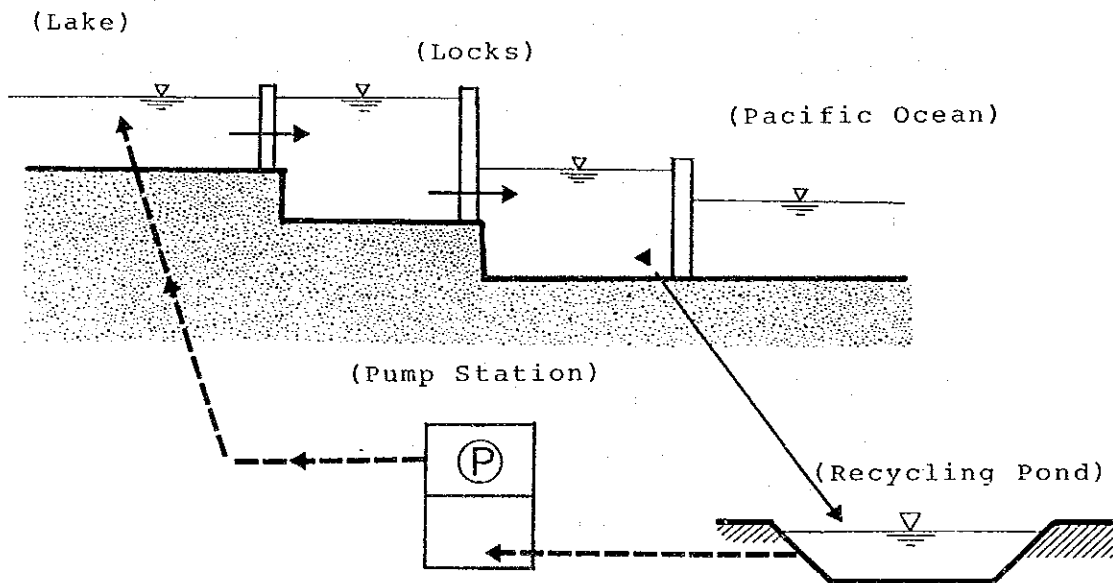 (Lake)
(Locks)
(Pacific Ocean)
(Pump Station)
P
(Recycling Pond)